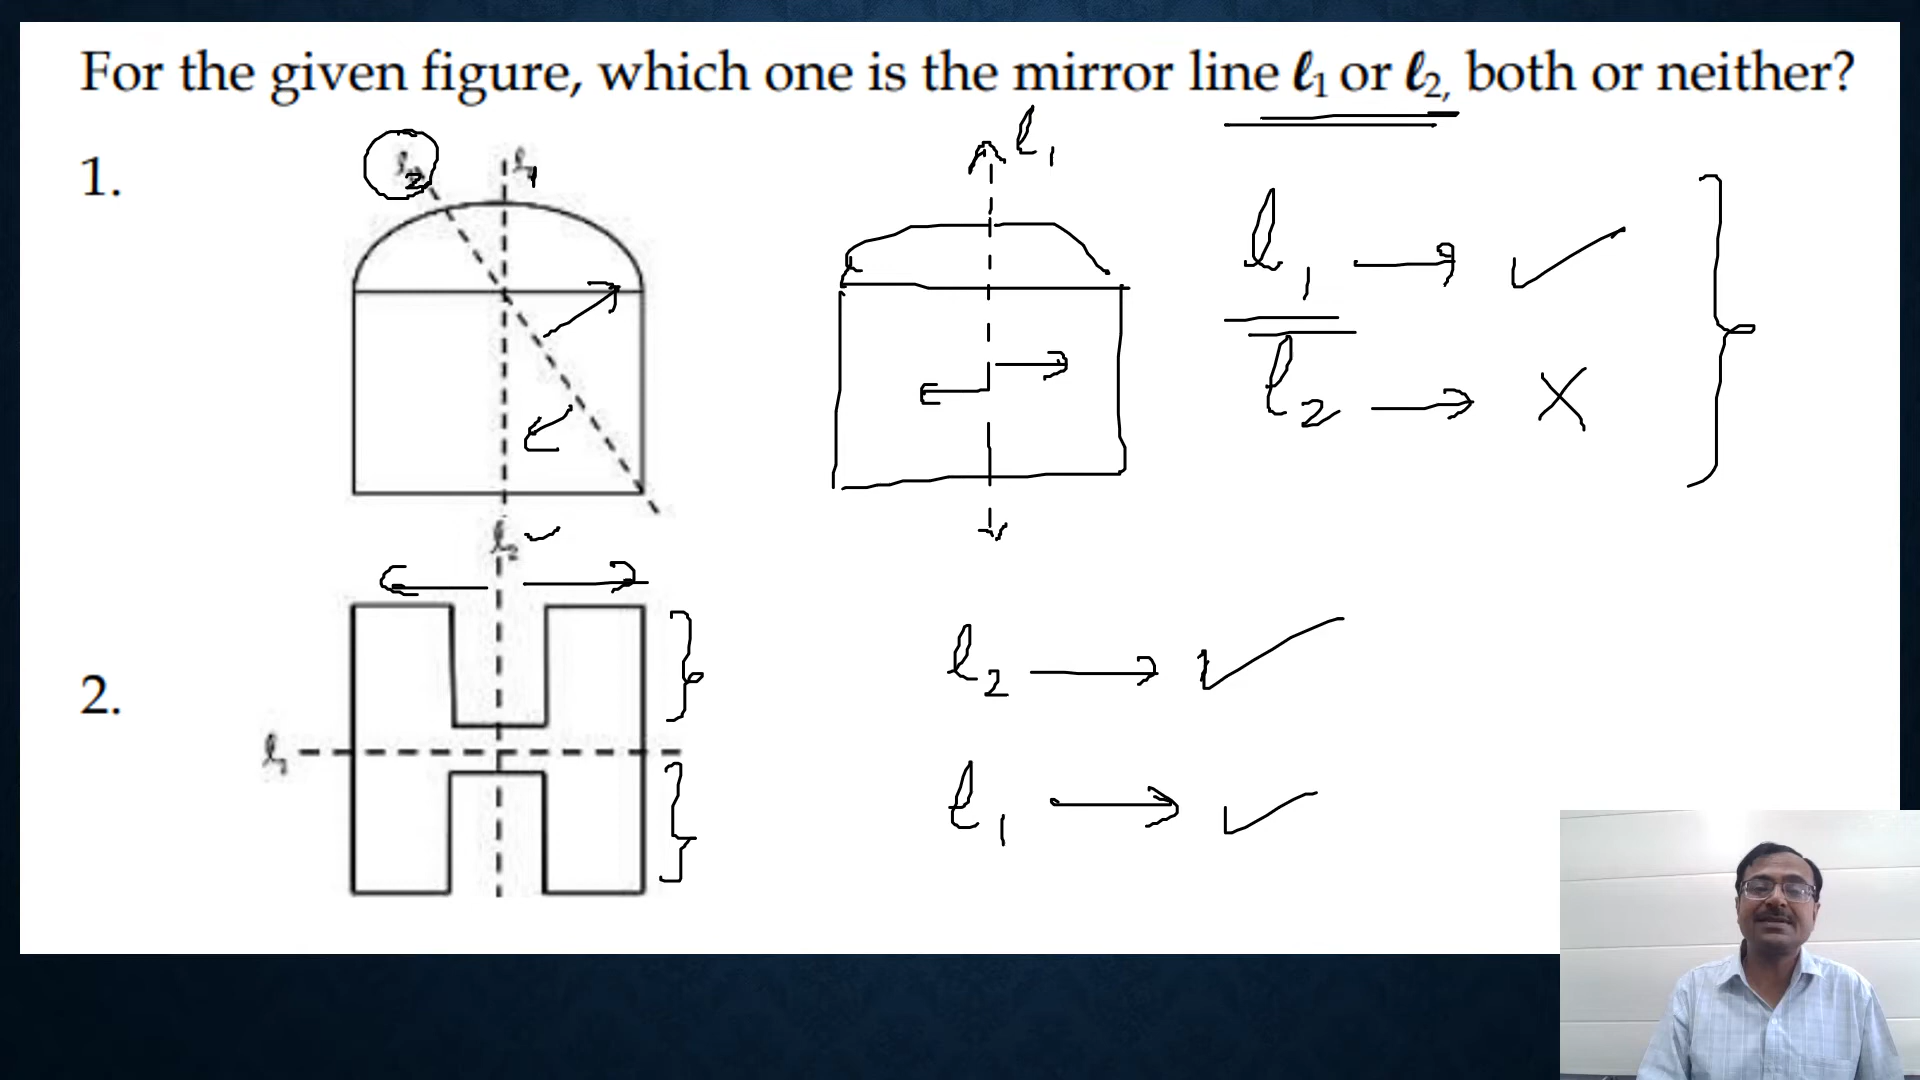 For the given figure, which one is the mirror line ℓ₁ or ℓ₂, both or neither?
1.
ℓ₂
ℓ₁
ℓ₁
ℓ₁ → ✓
ℓ₂ → ✗
ℓ₂
2.
ℓ₁
ℓ₂ → ✓
ℓ₁ → ✓